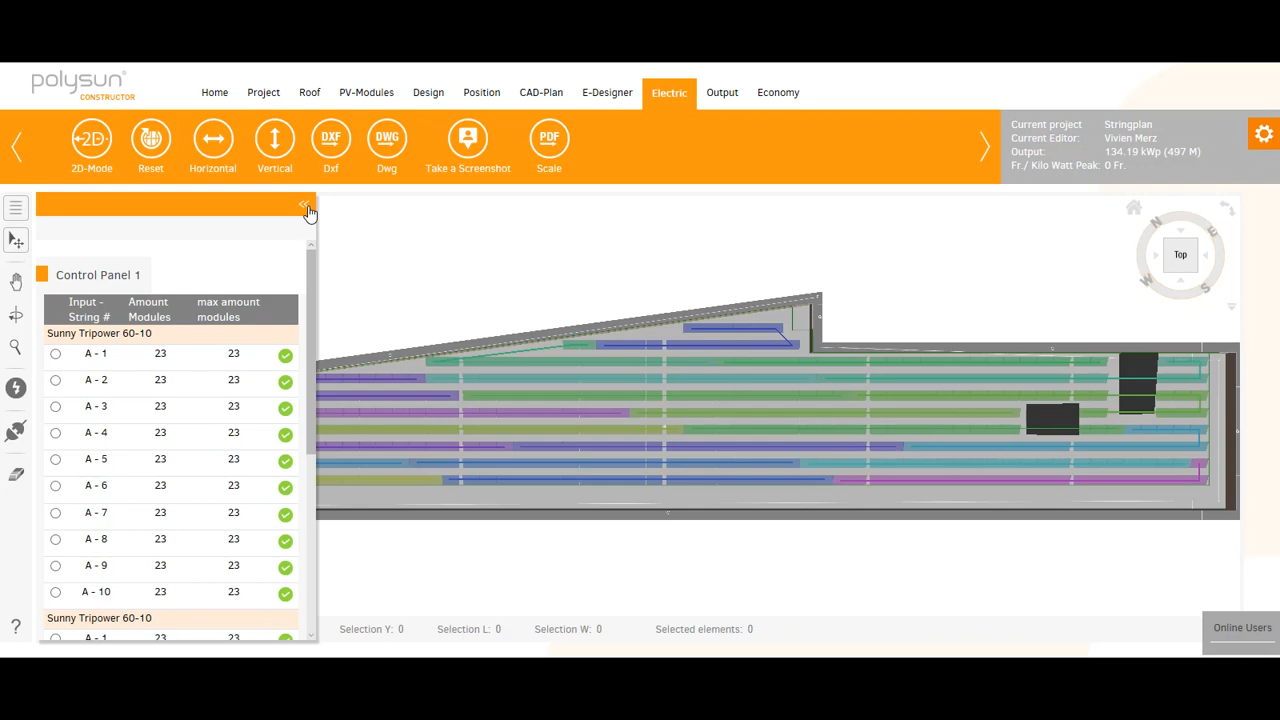 polysun®
CONSTRUCTOR
Home Project Roof PV-Modules Design Position CAD-Plan E-Designer Electric Output Economy
2D DXF DWG PDF
2D-Mode Reset Horizontal Vertical Dxf Dwg Take a Screenshot Scale
Current project Stringplan
Current Editor: Vivien Merz
Output: 134.19 kWp (497 M)
Fr./ Kilo Watt Peak: 0 Fr.
N
E
Top
W
S
Control Panel 1
Input - Amount max amount
String # Modules modules
Sunny Tripower 60-10
A - 1 23 23
A - 2 23 23
A - 3 23 23
A - 4 23 23
A - 5 23 23
A - 6 23 23
A - 7 23 23
A - 8 23 23
A - 9 23 23
A - 10 23 23
Sunny Tripower 60-10
A - 1 23 23
?
Selection Y: 0 Selection L: 0 Selection W: 0 Selected elements: 0
Online Users